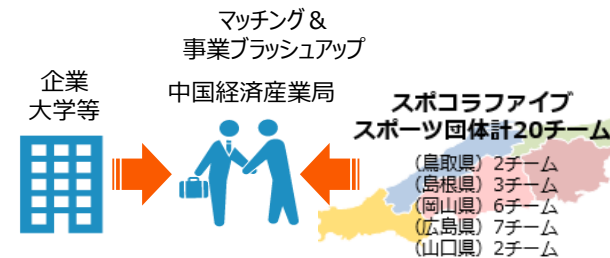 マッチング＆
事業ブラッシュアップ
企業
大学等
中国経済産業局
スポコラファイブ
スポーツ団体計20チーム
（鳥取県）2チーム
（島根県）3チーム
（岡山県）6チーム
（広島県）7チーム
（山口県）2チーム